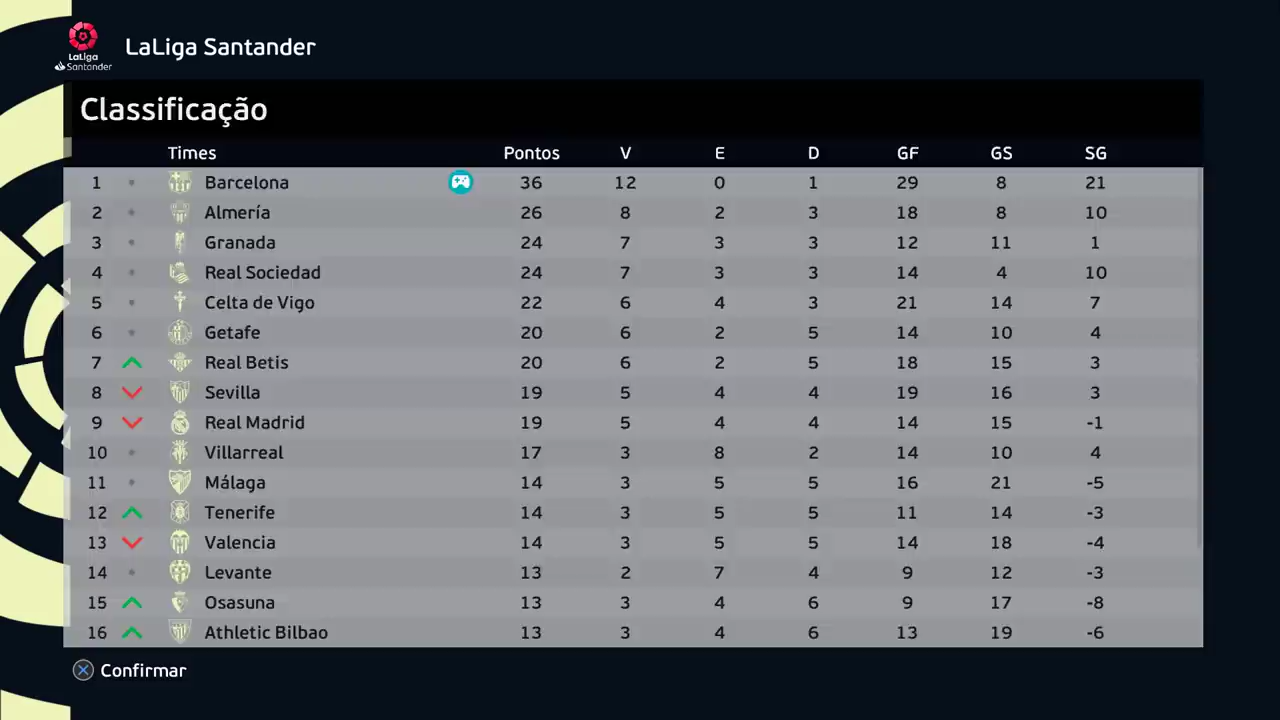 LaLiga
Santander
LaLiga Santander
Classificação
Times Pontos V E D GF GS SG
1 Barcelona 36 12 0 1 29 8 21
2 Almería 26 8 2 3 18 8 10
3 Granada 24 7 3 3 12 11 1
4 Real Sociedad 24 7 3 3 14 4 10
5 Celta de Vigo 22 6 4 3 21 14 7
6 Getafe 20 6 2 5 14 10 4
7 Real Betis 20 6 2 5 18 15 3
8 Sevilla 19 5 4 4 19 16 3
9 Real Madrid 19 5 4 4 14 15 -1
10 Villarreal 17 3 8 2 14 10 4
11 Málaga 14 3 5 5 16 21 -5
12 Tenerife 14 3 5 5 11 14 -3
13 Valencia 14 3 5 5 14 18 -4
14 Levante 13 2 7 4 9 12 -3
15 Osasuna 13 3 4 6 9 17 -8
16 Athletic Bilbao 13 3 4 6 13 19 -6
Confirmar